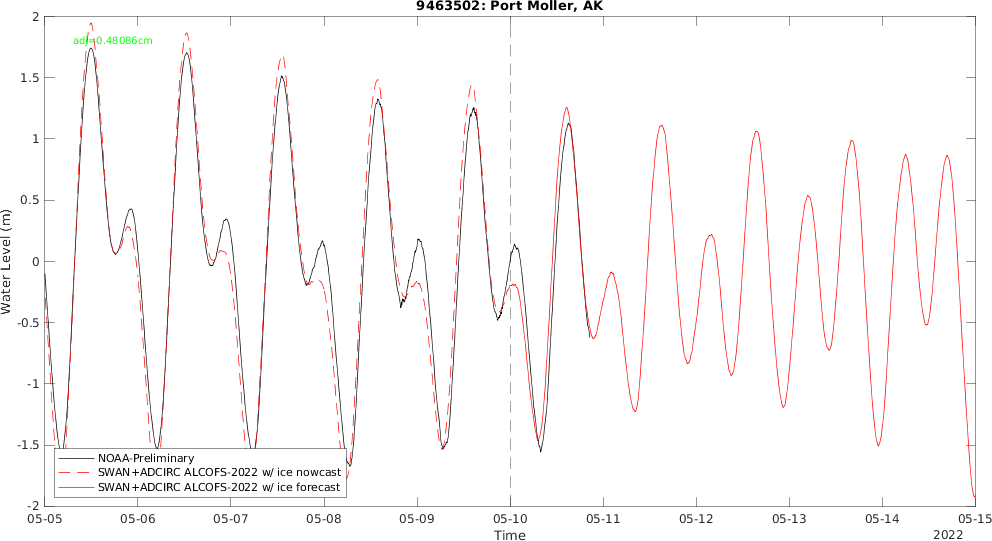 9463502: Port Moller, AK
2
adj=0.48086cm
1.5
1
0.5
0
-0.5
-1
-1.5
-2
Water Level (m)
NOAA-Preliminary
SWAN+ADCIRC ALCOFS-2022 w/ ice nowcast
SWAN+ADCIRC ALCOFS-2022 w/ ice forecast
05-05 05-06 05-07 05-08 05-09 05-10 05-11 05-12 05-13 05-14 05-15
Time
2022